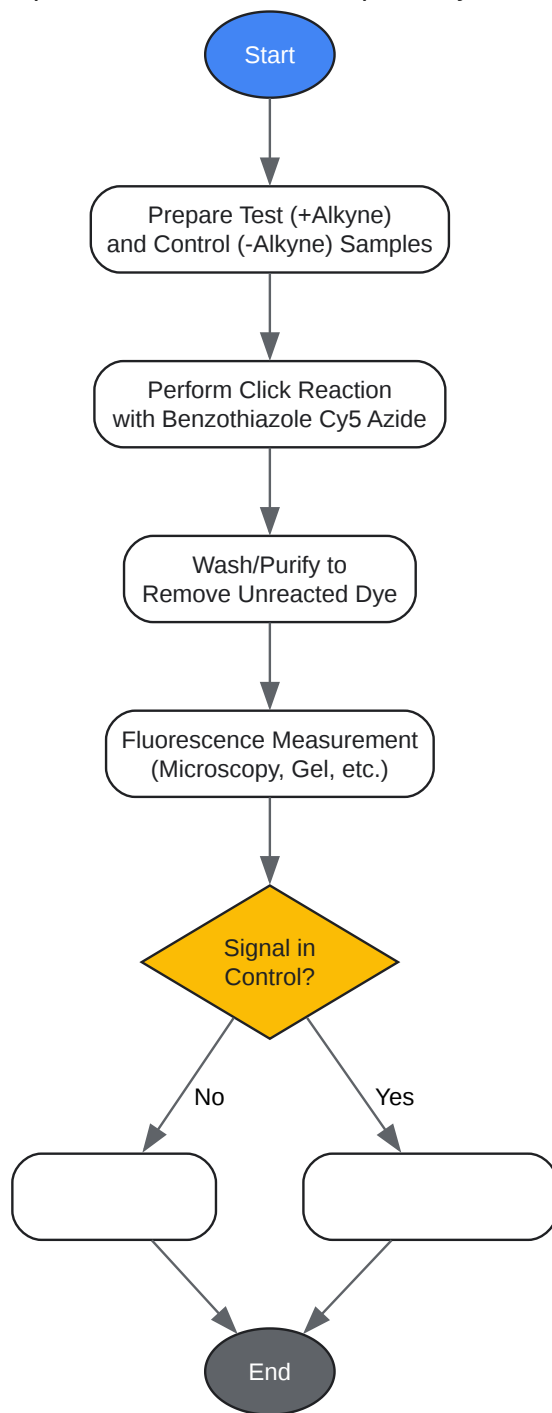 Start
Prepare Test (+Alkyne)
and Control (-Alkyne) Samples
Perform Click Reaction
with Benzothiazole Cy5 Azide
Wash/Purify to
Remove Unreacted Dye
Fluorescence Measurement
(Microscopy, Gel, etc.)
Signal in
Control?
No
Yes
End